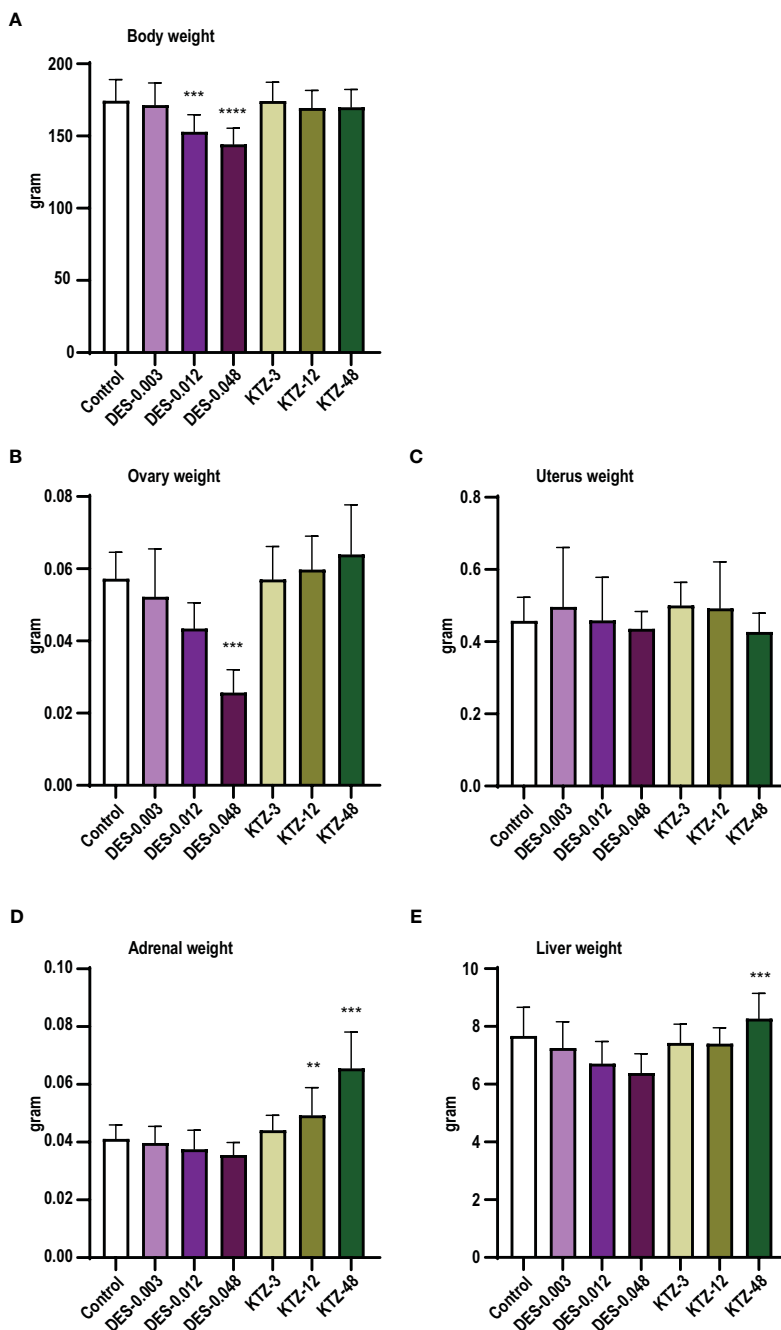 A
Body weight
200
150
100
50
0
gram
***
****
Control
DES-0.003
DES-0.012
DES-0.048
KTZ-3
KTZ-12
KTZ-48
B
Ovary weight
0.08
0.06
0.04
0.02
0.00
gram
***
Control
DES-0.003
DES-0.012
DES-0.048
KTZ-3
KTZ-12
KTZ-48
C
Uterus weight
0.8
0.6
0.4
0.2
0.0
gram
Control
DES-0.003
DES-0.012
DES-0.048
KTZ-3
KTZ-12
KTZ-48
D
Adrenal weight
0.10
0.08
0.06
0.04
0.02
0.00
gram
**
***
Control
DES-0.003
DES-0.012
DES-0.048
KTZ-3
KTZ-12
KTZ-48
E
Liver weight
10
8
6
4
2
0
gram
***
Control
DES-0.003
DES-0.012
DES-0.048
KTZ-3
KTZ-12
KTZ-48